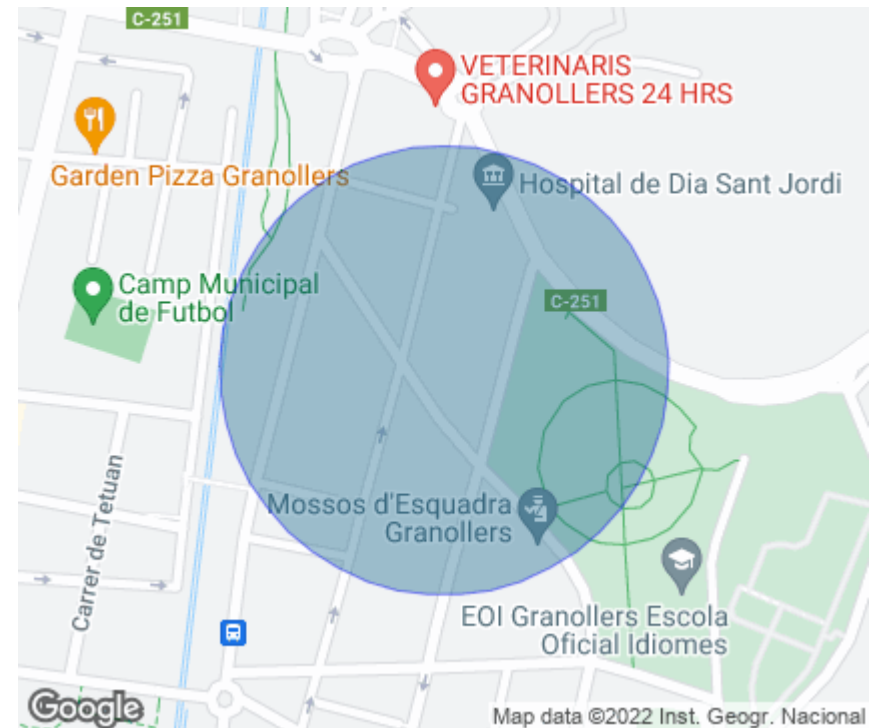 C-251
VETERINARIS
GRANOLLERS 24 HRS
Garden Pizza Granollers
Hospital de Dia Sant Jordi
Camp Municipal
de Futbol
C-251
Carrer de Tetuan
Mossos d'Esquadra
Granollers
EOI Granollers Escola
Oficial Idiomes
Google
Map data ©2022 Inst. Geogr. Nacional